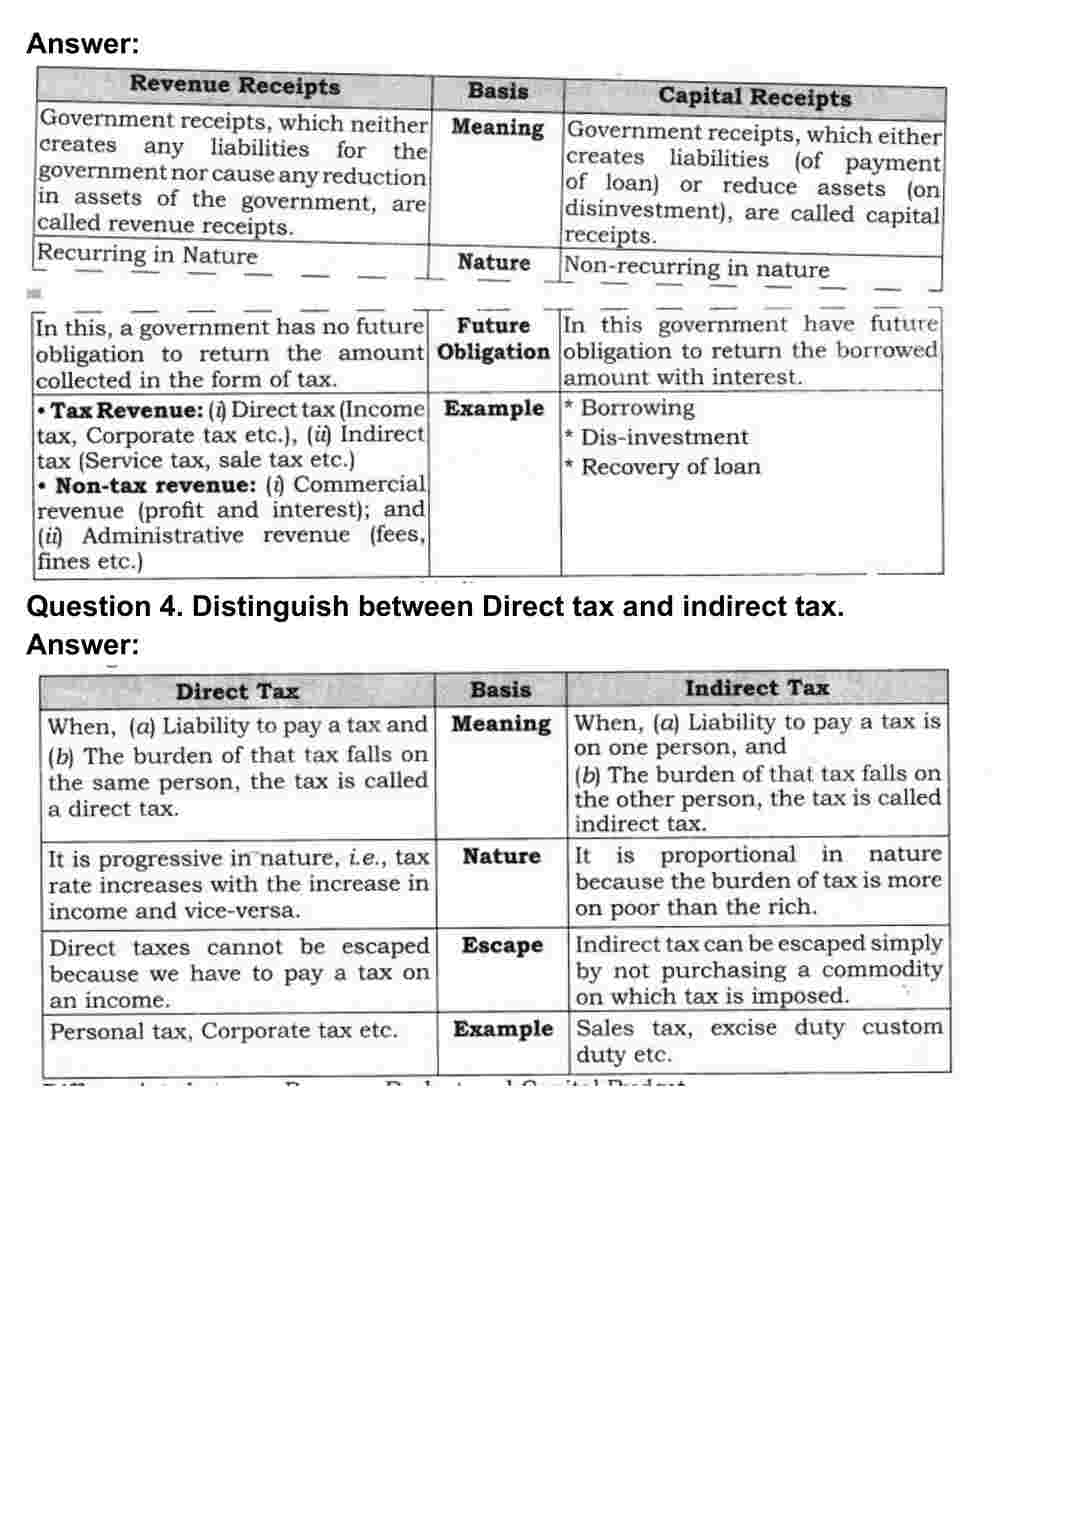 Answer:
Revenue Receipts Basis Capital Receipts
Government receipts, which neither
creates any liabilities for the
government nor cause any reduction
in assets of the government, are
called revenue receipts.
Meaning
Government receipts, which either
creates liabilities (of payment
of loan) or reduce assets (on
disinvestment), are called capital
receipts.
Recurring in Nature
Nature
Non-recurring in nature
In this, a government has no future
obligation to return the amount
collected in the form of tax.
Future
Obligation
In this government have future
obligation to return the borrowed
amount with interest.
• Tax Revenue: (i) Direct tax (Income
tax, Corporate tax etc.), (ii) Indirect
tax (Service tax, sale tax etc.)
• Non-tax revenue: (i) Commercial
revenue (profit and interest); and
(ii) Administrative revenue (fees,
fines etc.)
Example
* Borrowing
* Dis-investment
* Recovery of loan
Question 4. Distinguish between Direct tax and indirect tax.
Answer:
Direct Tax Basis Indirect Tax
When, (a) Liability to pay a tax and
(b) The burden of that tax falls on
the same person, the tax is called
a direct tax.
Meaning
When, (a) Liability to pay a tax is
on one person, and
(b) The burden of that tax falls on
the other person, the tax is called
indirect tax.
It is progressive in nature, i.e., tax
rate increases with the increase in
income and vice-versa.
Nature
It is proportional in nature
because the burden of tax is more
on poor than the rich.
Direct taxes cannot be escaped
because we have to pay a tax on
an income.
Escape
Indirect tax can be escaped simply
by not purchasing a commodity
on which tax is imposed.
Personal tax, Corporate tax etc.
Example
Sales tax, excise duty custom
duty etc.